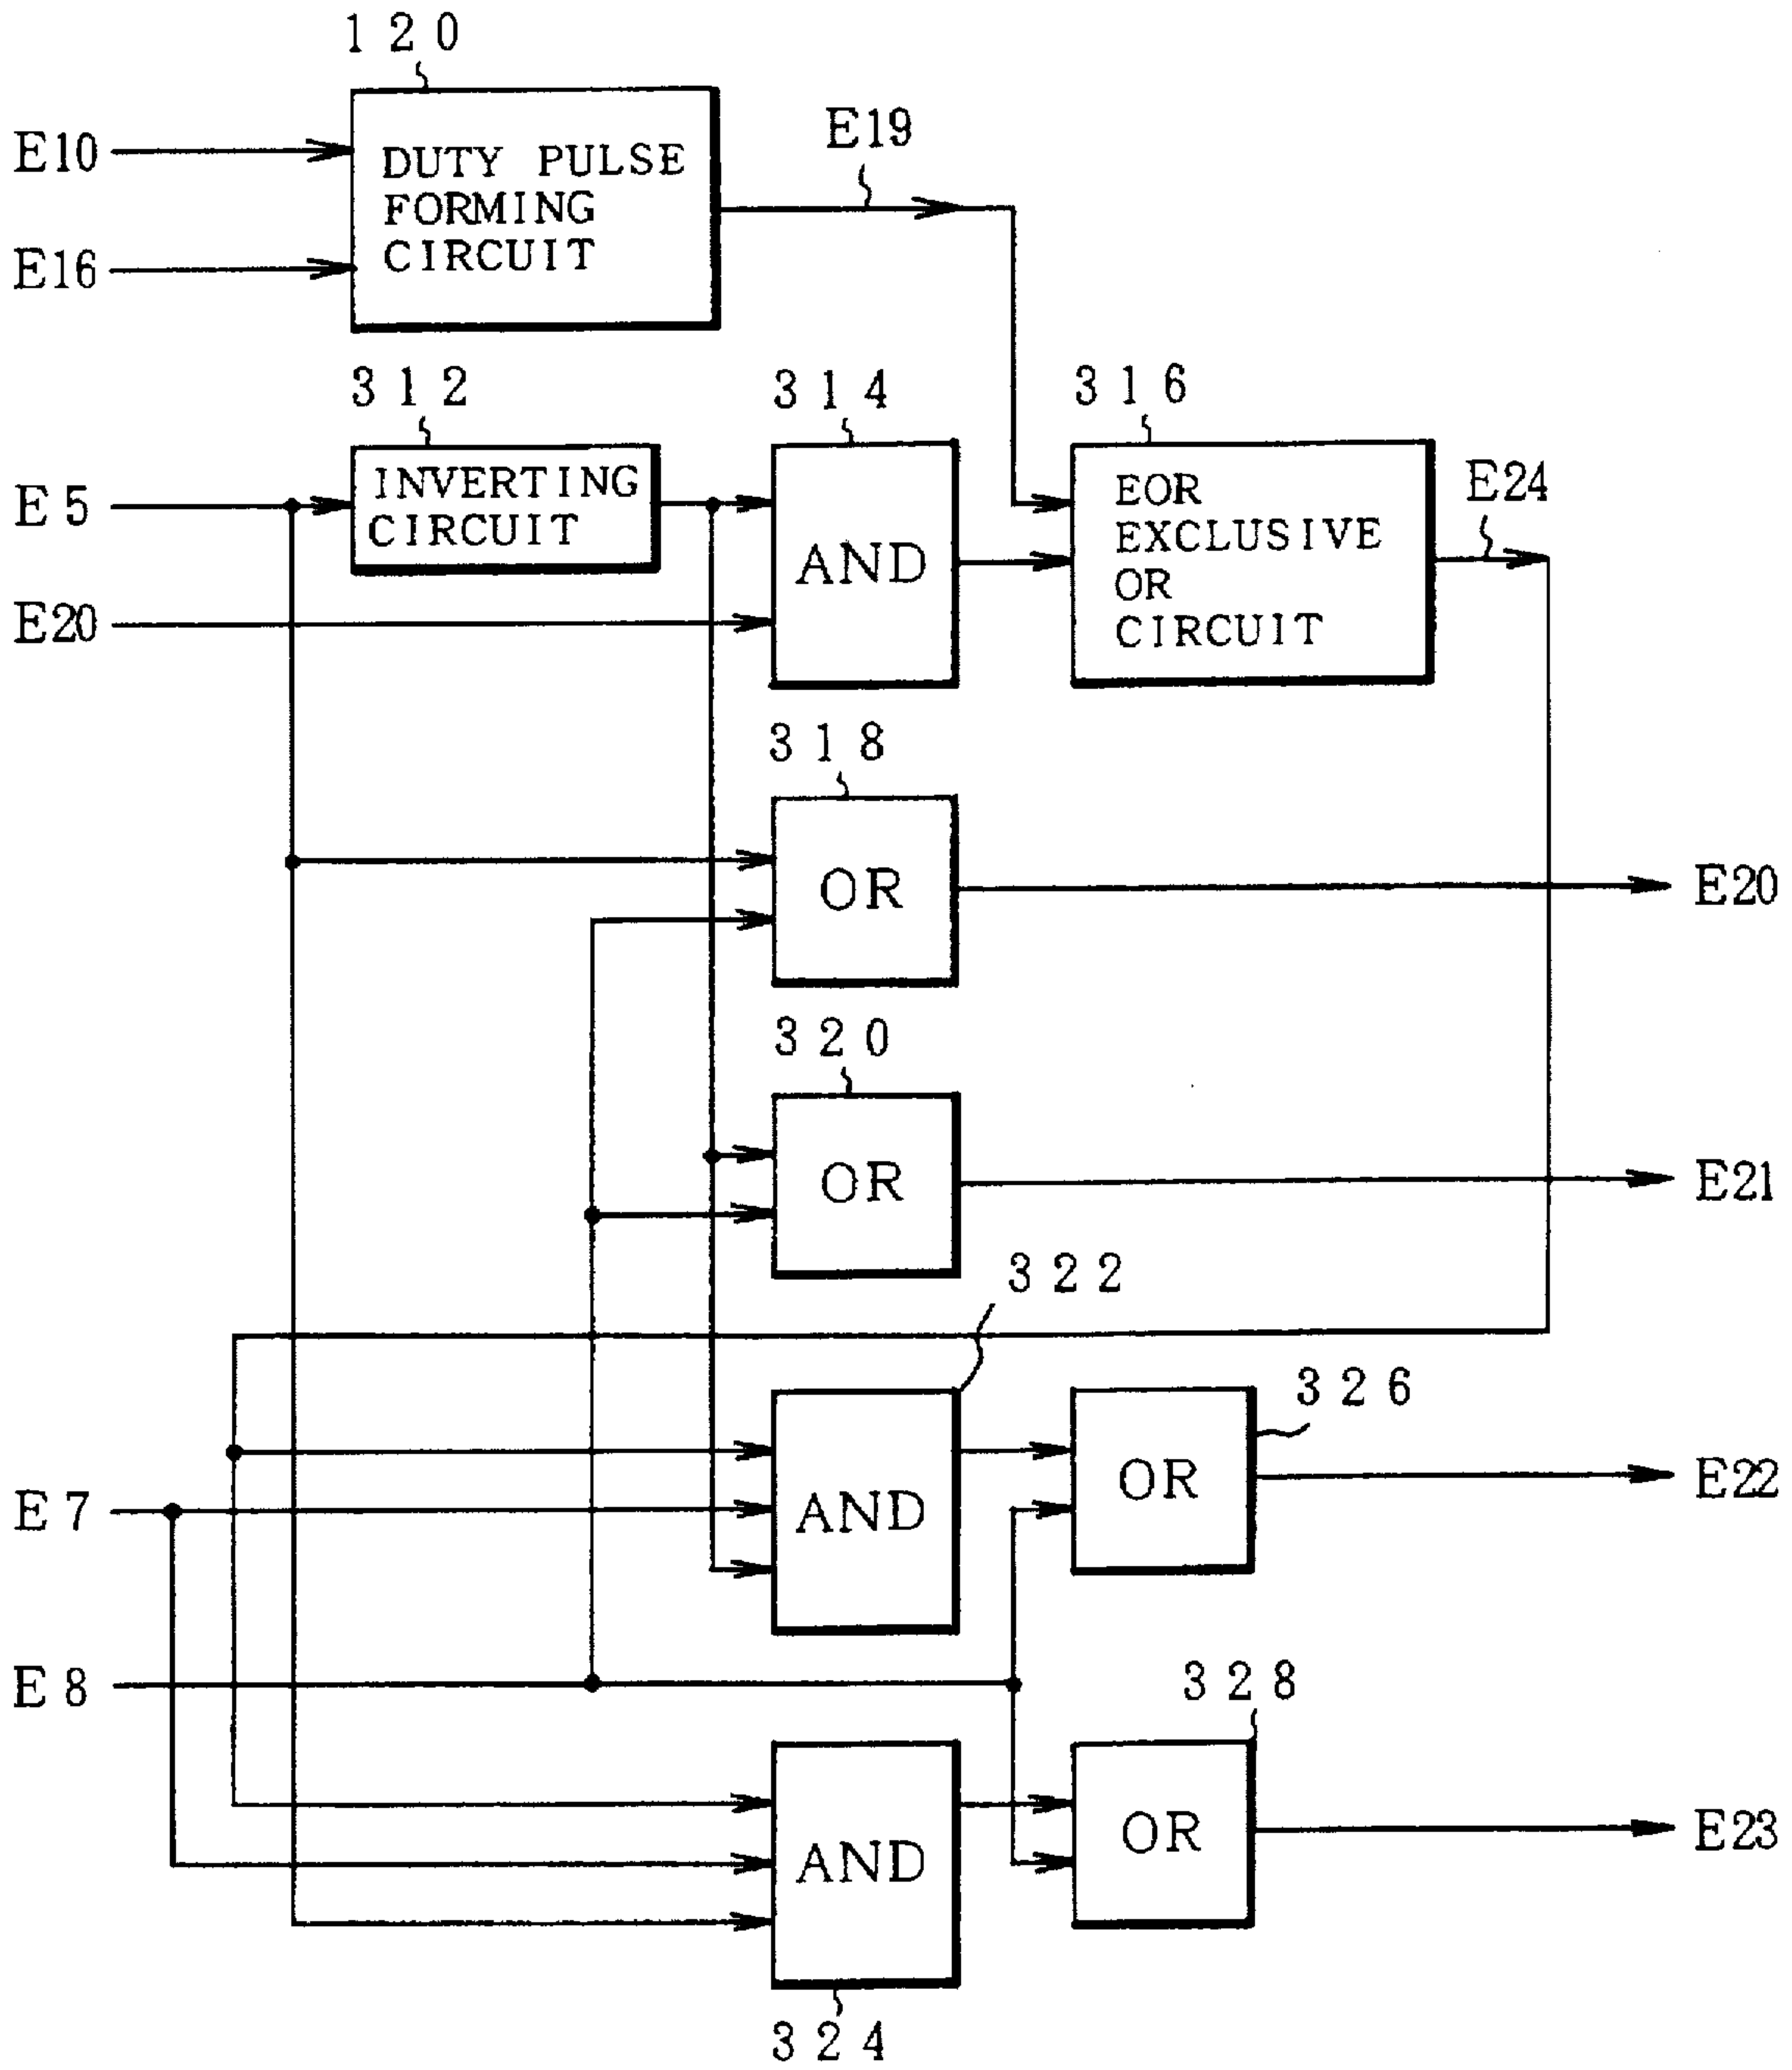 120
E10
DUTY PULSE
FORMING
CIRCUIT
E19
E16
312
314
316
E5
INVERTING
CIRCUIT
AND
EOR
EXCLUSIVE
OR
CIRCUIT
E24
E20
318
OR
E20
320
OR
E21
322
326
E7
AND
OR
E22
E8
328
AND
OR
E23
324